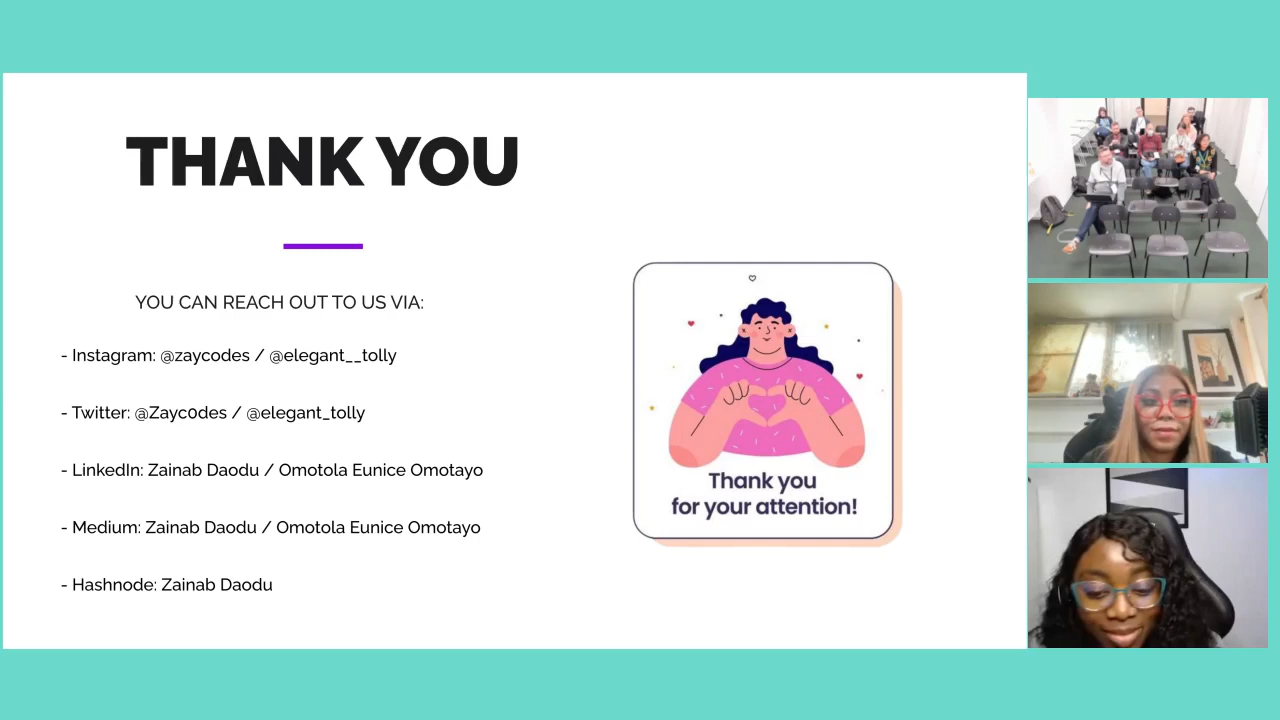 THANK YOU
YOU CAN REACH OUT TO US VIA:
- Instagram: @zaycodes / @elegant__tolly
- Twitter: @Zayc0des / @elegant_tolly
- LinkedIn: Zainab Daodu / Omotola Eunice Omotayo
- Medium: Zainab Daodu / Omotola Eunice Omotayo
- Hashnode: Zainab Daodu
Thank you
for your attention!